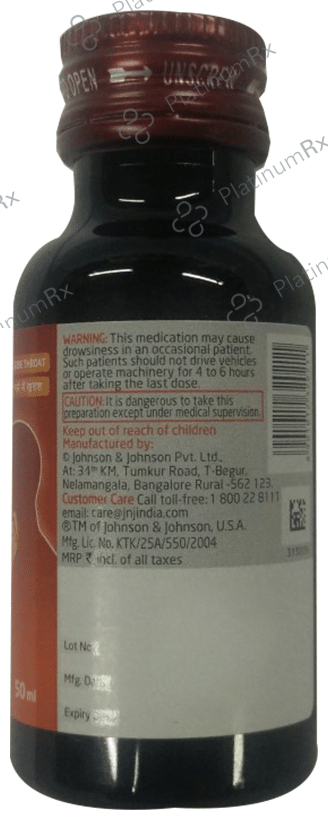 OPEN → UNSCREW
PlatinumRx
PlatinumRx
PlatinumRx
SORE THROAT
गले में खराश
WARNING: This medication may cause
drowsiness in an occasional patient.
Such patients should not drive vehicles
or operate machinery for 4 to 6 hours
after taking the last dose.
CAUTION: It is dangerous to take this
preparation except under medical supervision.
Keep out of reach of children
Manufactured by:
© Johnson & Johnson Pvt. Ltd.,
At: 34th KM, Tumkur Road, T-Begur,
Nelamangala, Bangalore Rural -562 123.
Customer Care Call toll-free: 1 800 22 8111
email: care@jnjindia.com
®TM of Johnson & Johnson, U.S.A.
Mfg. Lic. No. KTK/25A/550/2004
MRP ₹ incl. of all taxes
Lot No
Mfg. Da
Expiry
50 ml